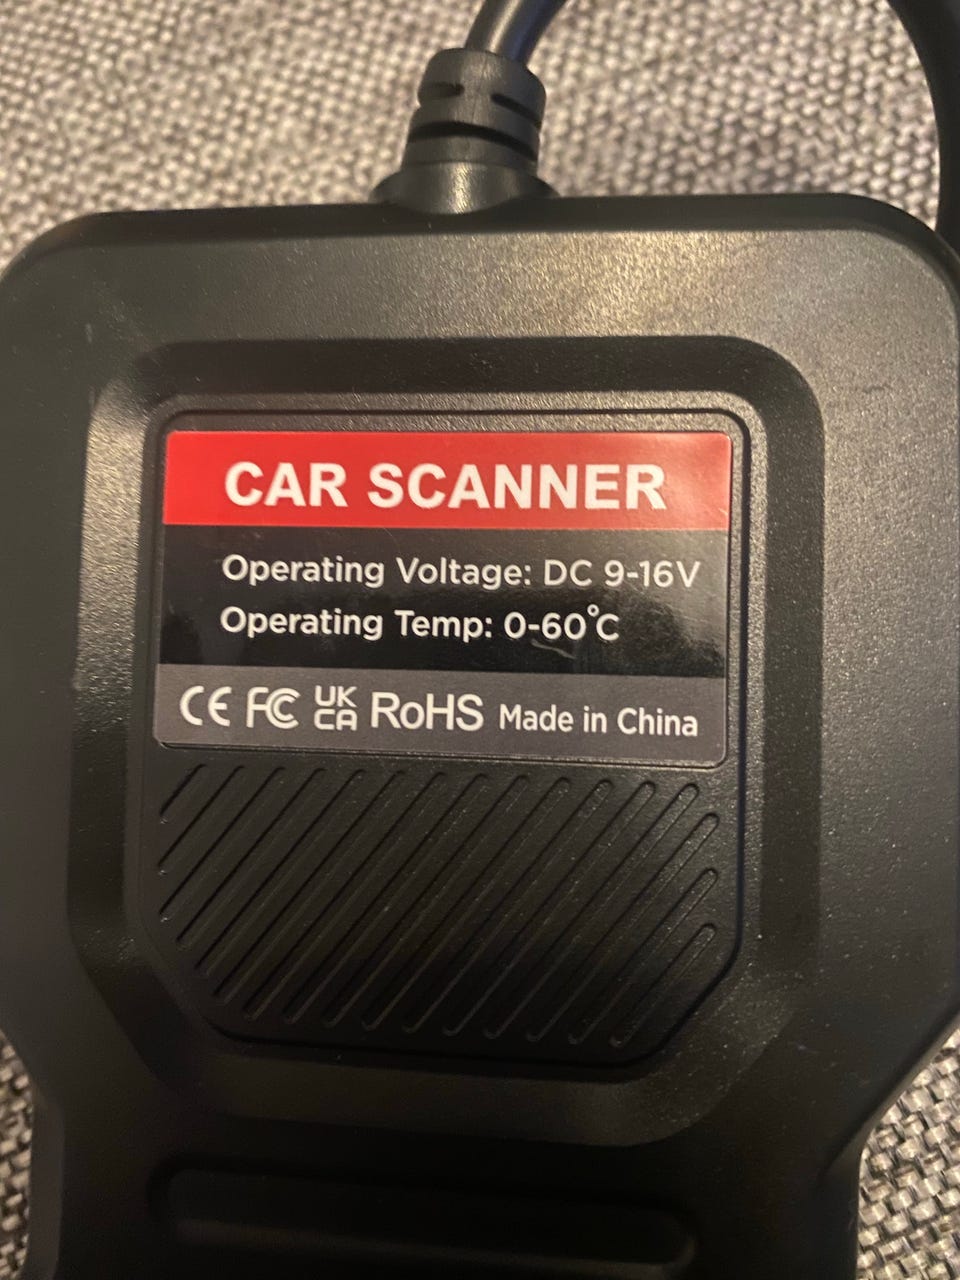 CAR SCANNER
Operating Voltage: DC 9-16V
Operating Temp: 0-60°C
CE FC UK CA RoHS Made in China